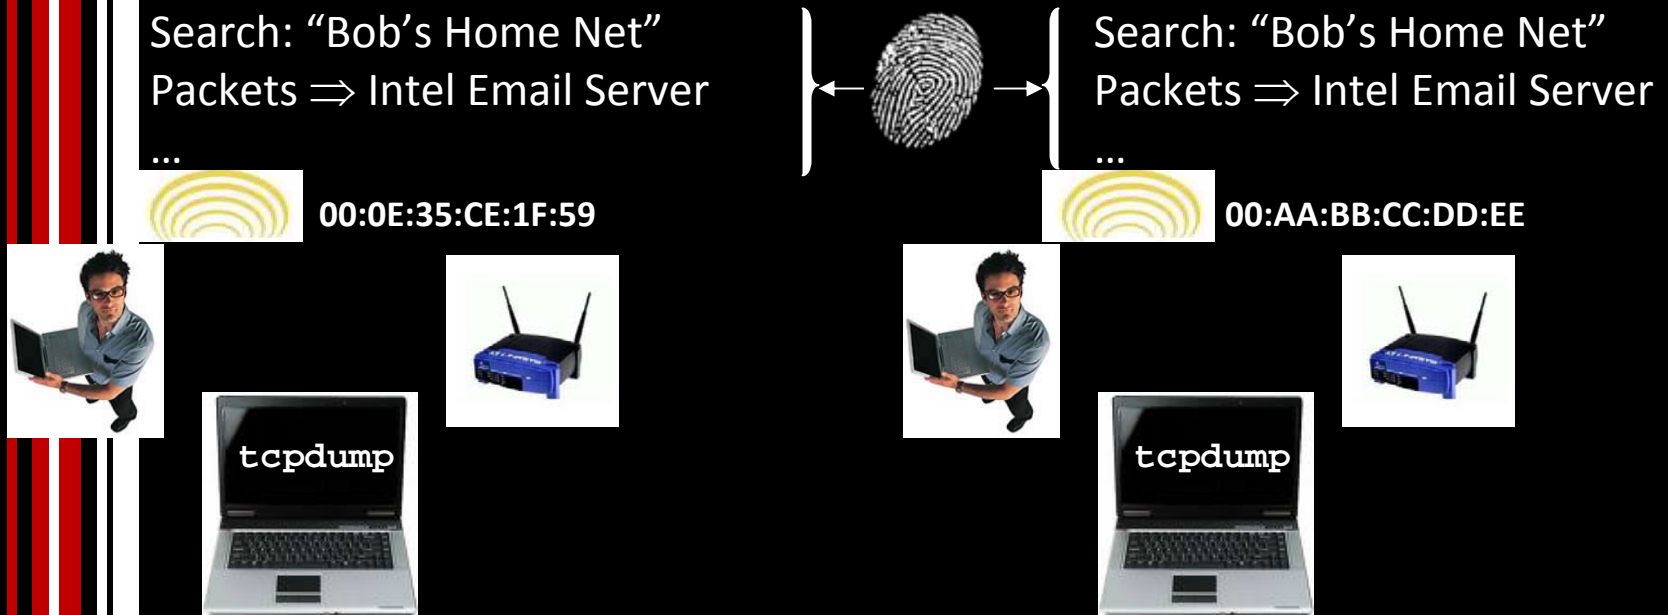 Search: “Bob’s Home Net”
Packets ⇒ Intel Email Server
...
00:0E:35:CE:1F:59
tcpdump
Search: “Bob’s Home Net”
Packets ⇒ Intel Email Server
...
00:AA:BB:CC:DD:EE
tcpdump